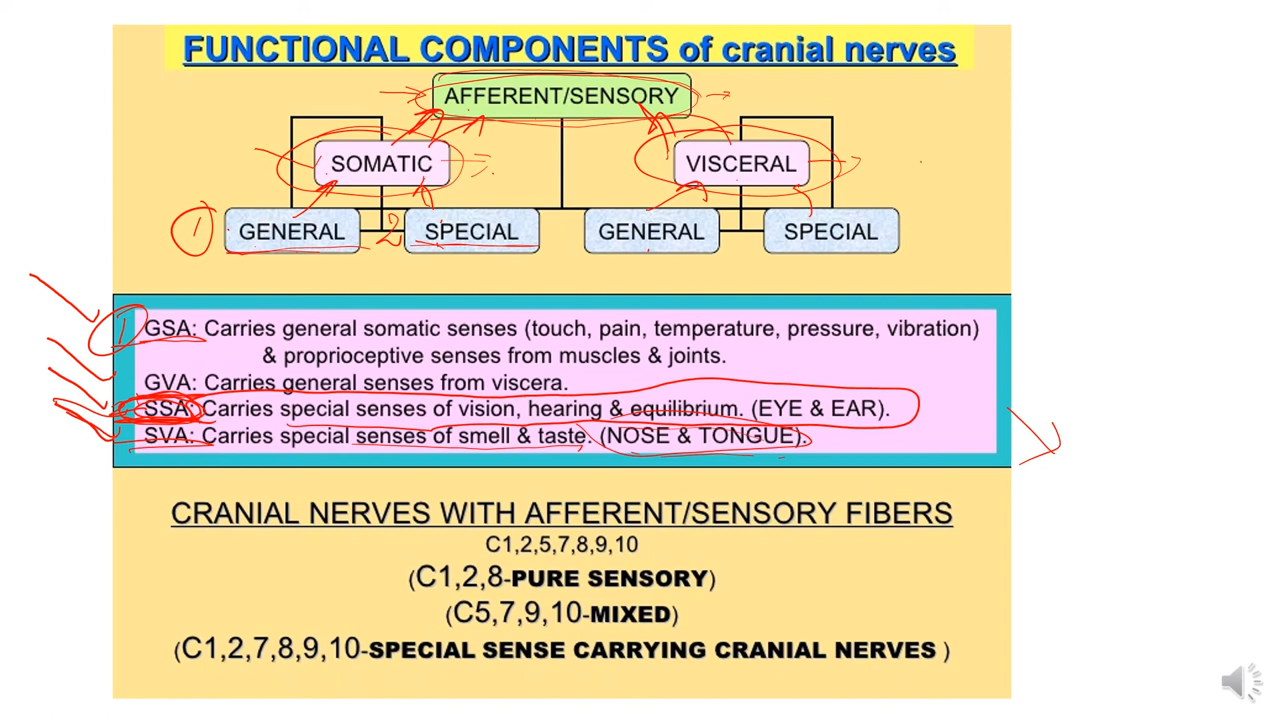 FUNCTIONAL COMPONENTS of cranial nerves
AFFERENT/SENSORY
SOMATIC
VISCERAL
1 GENERAL 2 SPECIAL GENERAL SPECIAL
1 GSA: Carries general somatic senses (touch, pain, temperature, pressure, vibration)
& proprioceptive senses from muscles & joints.
GVA: Carries general senses from viscera.
SSA: Carries special senses of vision, hearing & equilibrium. (EYE & EAR).
SVA: Carries special senses of smell & taste. (NOSE & TONGUE).
CRANIAL NERVES WITH AFFERENT/SENSORY FIBERS
C1,2,5,7,8,9,10
(C1,2,8-PURE SENSORY)
(C5,7,9,10-MIXED)
(C1,2,7,8,9,10-SPECIAL SENSE CARRYING CRANIAL NERVES )